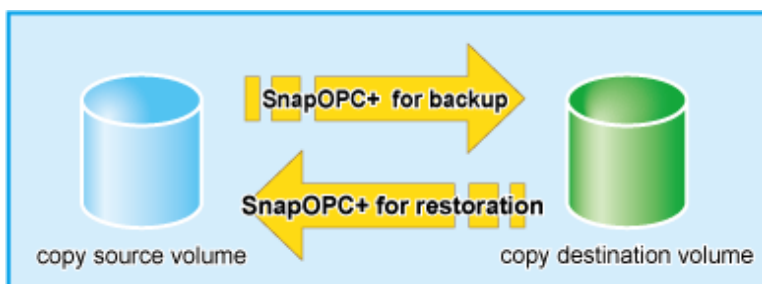 SnapOPC+ for backup
SnapOPC+ for restoration
copy source volume
copy destination volume